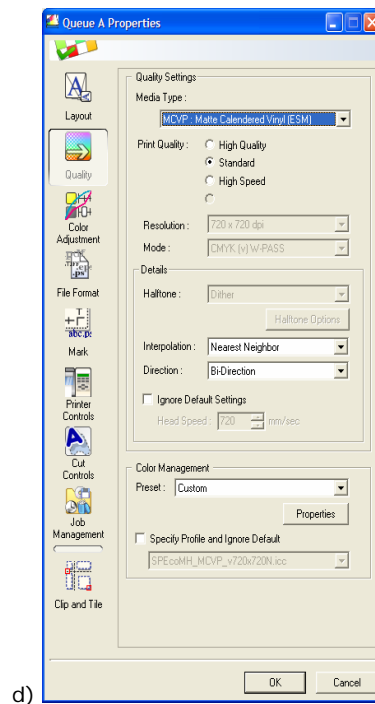 Queue A Properties
Layout
Quality
Color
Adjustment
File Format
Mark
Printer
Controls
Cut
Controls
Job
Management
Clip and Tile
Quality Settings
Media Type :
MCVP : Matte Calendered Vinyl (ESM)
Print Quality : High Quality
Standard
High Speed
Resolution : 720 x 720 dpi
Mode : CMYK (v) W-PASS
Details
Halftone : Dither
Halftone Options
Interpolation : Nearest Neighbor
Direction : Bi-Direction
Ignore Default Settings
Head Speed : 720 mm/sec
Color Management
Preset : Custom
Properties
Specify Profile and Ignore Default
SPEcoMH_MCVP_v720x720N.icc
OK Cancel
d)